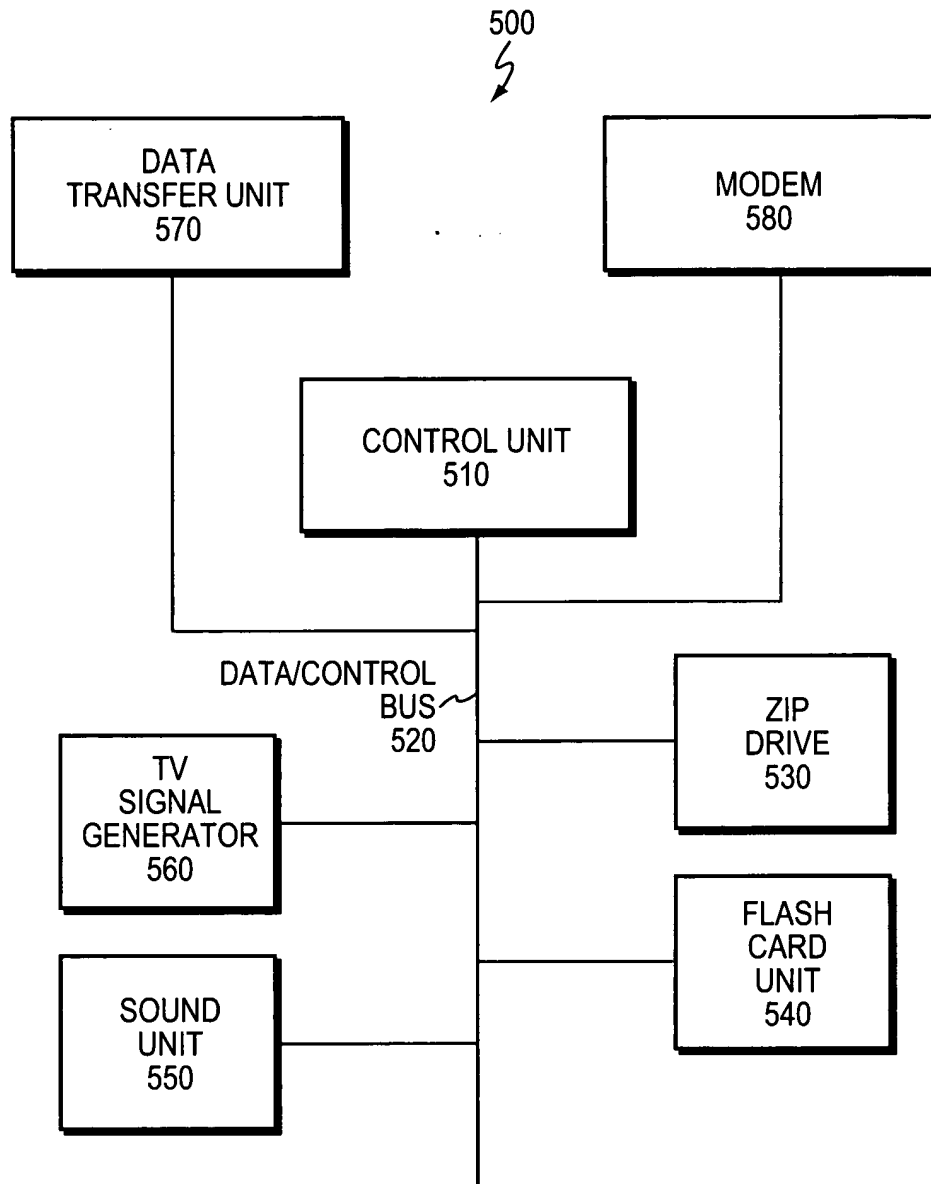 500
DATA
TRANSFER UNIT
570
MODEM
580
CONTROL UNIT
510
DATA/CONTROL
BUS
520
ZIP
DRIVE
530
TV
SIGNAL
GENERATOR
560
FLASH
CARD
UNIT
540
SOUND
UNIT
550